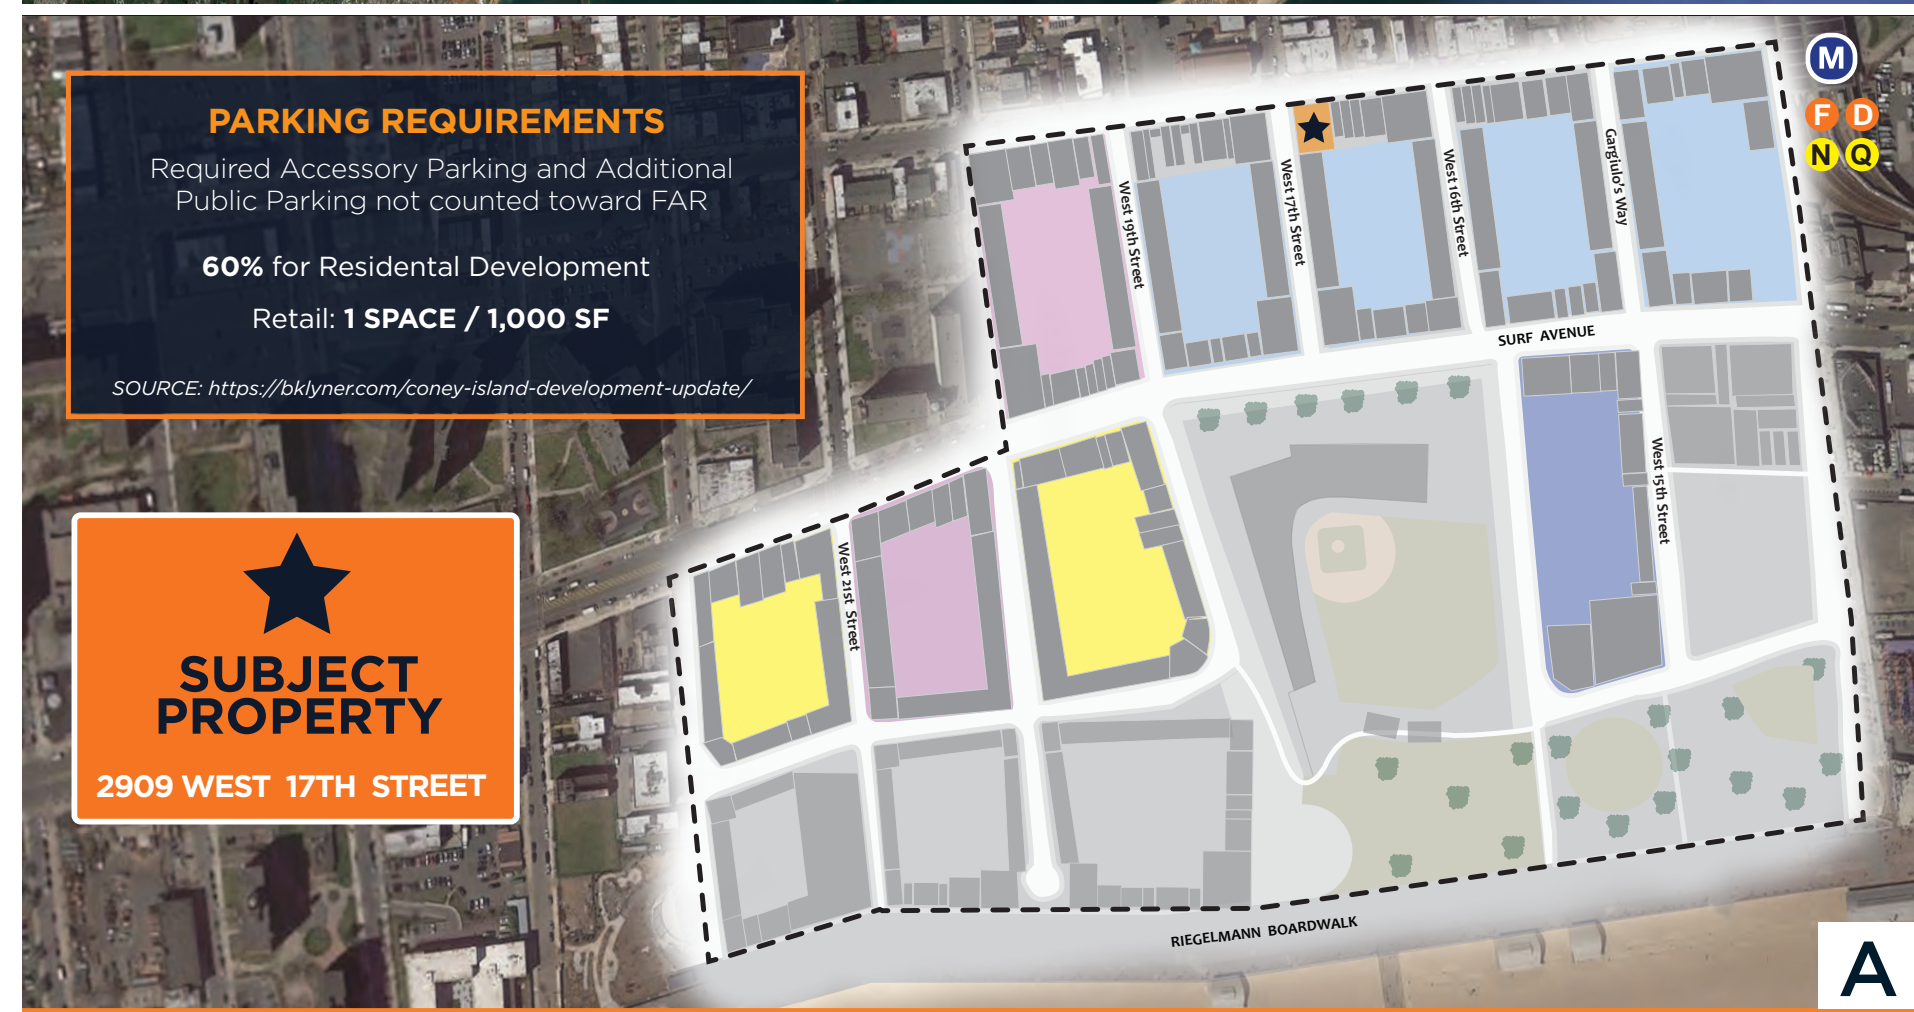 PARKING REQUIREMENTS
Required Accessory Parking and Additional
Public Parking not counted toward FAR
60% for Residental Development
Retail: 1 SPACE / 1,000 SF
SOURCE: https://bklyner.com/coney-island-development-update/
SUBJECT
PROPERTY
2909 WEST 17TH STREET
M
F D
N Q
West 19th Street
West 17th Street
West 16th Street
Gargiulo's Way
SURF AVENUE
West 15th Street
West 21st Street
RIEGELMANN BOARDWALK
A